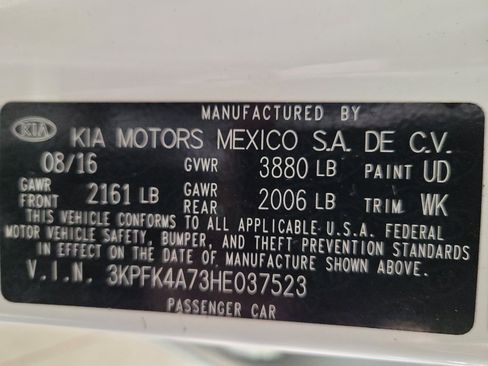 MANUFACTURED BY
KIA KIA MOTORS MEXICO S.A. DE C.V.
08/16 GVWR 3880 LB PAINT UD
GAWR FRONT 2161 LB GAWR REAR 2006 LB TRIM WK
THIS VEHICLE CONFORMS TO ALL APPLICABLE U.S.A. FEDERAL
MOTOR VEHICLE SAFETY, BUMPER, AND THEFT PREVENTION STANDARDS
IN EFFECT ON THE DATE OF MANUFACTURE SHOWN ABOVE.
V.I.N. 3KPFK4A73HE037523
PASSENGER CAR